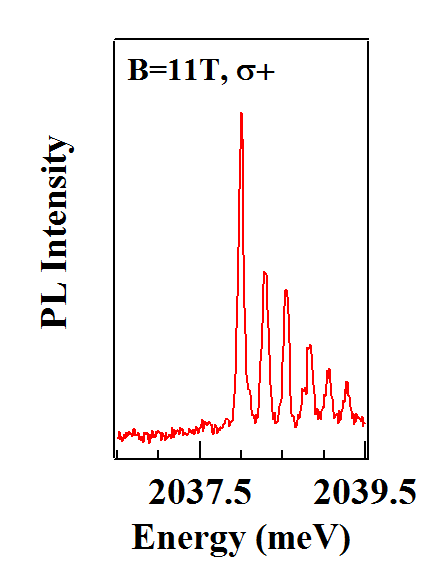 B=11T, σ+
PL Intensity
2037.5 2039.5
Energy (meV)